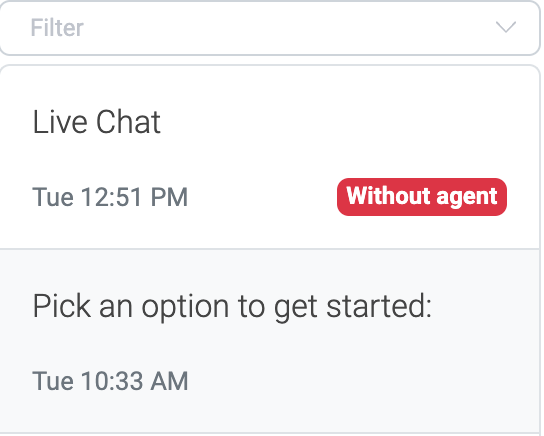 Filter
Live Chat
Tue 12:51 PM Without agent
Pick an option to get started:
Tue 10:33 AM